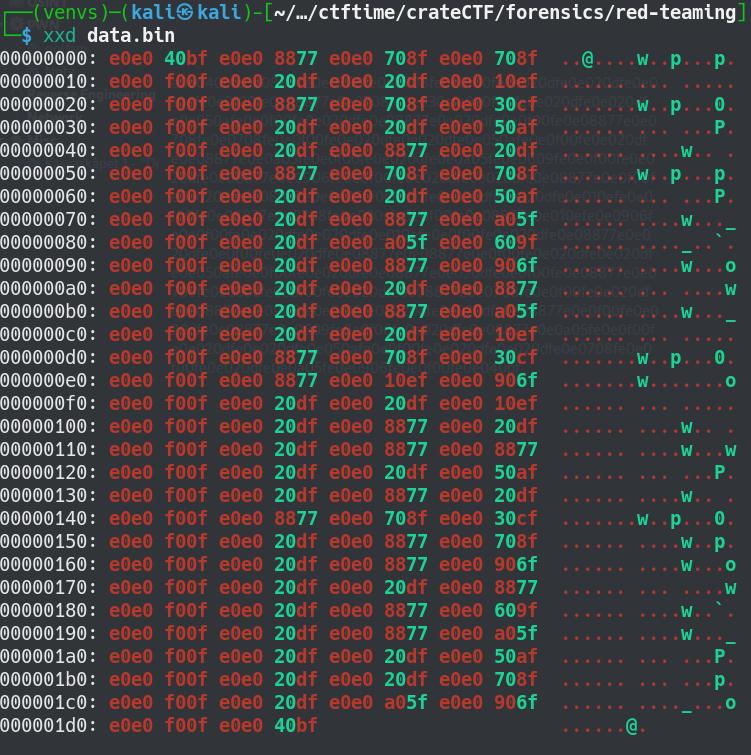 ┌──(venvs)─(kali㉿kali)-[~/…/ctftime/crateCTF/forensics/red-teaming]
└─$ xxd data.bin
00000000: e0e0 40bf e0e0 8877 e0e0 708f e0e0 708f  ..@....w..p...p.
00000010: e0e0 f00f e0e0 20df e0e0 20df e0e0 10ef  ...... ... .....
00000020: e0e0 f00f e0e0 8877 e0e0 708f e0e0 30cf  .......w..p...0.
00000030: e0e0 f00f e0e0 20df e0e0 20df e0e0 50af  ...... ... ...P.
00000040: e0e0 f00f e0e0 20df e0e0 8877 e0e0 20df  ...... ....w.. .
00000050: e0e0 f00f e0e0 8877 e0e0 708f e0e0 708f  .......w..p...p.
00000060: e0e0 f00f e0e0 20df e0e0 20df e0e0 50af  ...... ... ...P.
00000070: e0e0 f00f e0e0 20df e0e0 8877 e0e0 a05f  ...... ....w..._
00000080: e0e0 f00f e0e0 20df e0e0 a05f e0e0 609f  ...... ...._..`.
00000090: e0e0 f00f e0e0 20df e0e0 8877 e0e0 906f  ...... ....w...o
000000a0: e0e0 f00f e0e0 20df e0e0 20df e0e0 8877  ...... ... ....w
000000b0: e0e0 f00f e0e0 20df e0e0 8877 e0e0 a05f  ...... ....w..._
000000c0: e0e0 f00f e0e0 20df e0e0 20df e0e0 10ef  ...... ... .....
000000d0: e0e0 f00f e0e0 8877 e0e0 708f e0e0 30cf  .......w..p...0.
000000e0: e0e0 f00f e0e0 8877 e0e0 10ef e0e0 906f  .......w.......o
000000f0: e0e0 f00f e0e0 20df e0e0 20df e0e0 10ef  ...... ... .....
00000100: e0e0 f00f e0e0 20df e0e0 8877 e0e0 20df  ...... ....w.. .
00000110: e0e0 f00f e0e0 20df e0e0 8877 e0e0 8877  ...... ....w...w
00000120: e0e0 f00f e0e0 20df e0e0 20df e0e0 50af  ...... ... ...P.
00000130: e0e0 f00f e0e0 20df e0e0 8877 e0e0 20df  ...... ....w.. .
00000140: e0e0 f00f e0e0 8877 e0e0 708f e0e0 30cf  .......w..p...0.
00000150: e0e0 f00f e0e0 20df e0e0 8877 e0e0 708f  ...... ....w..p.
00000160: e0e0 f00f e0e0 20df e0e0 8877 e0e0 906f  ...... ....w...o
00000170: e0e0 f00f e0e0 20df e0e0 20df e0e0 8877  ...... ... ....w
00000180: e0e0 f00f e0e0 20df e0e0 8877 e0e0 609f  ...... ....w..`.
00000190: e0e0 f00f e0e0 20df e0e0 8877 e0e0 a05f  ...... ....w..._
000001a0: e0e0 f00f e0e0 20df e0e0 20df e0e0 50af  ...... ... ...P.
000001b0: e0e0 f00f e0e0 20df e0e0 20df e0e0 708f  ...... ... ...p.
000001c0: e0e0 f00f e0e0 20df e0e0 a05f e0e0 906f  ...... ...._...o
000001d0: e0e0 f00f e0e0 40bf                      ......@.